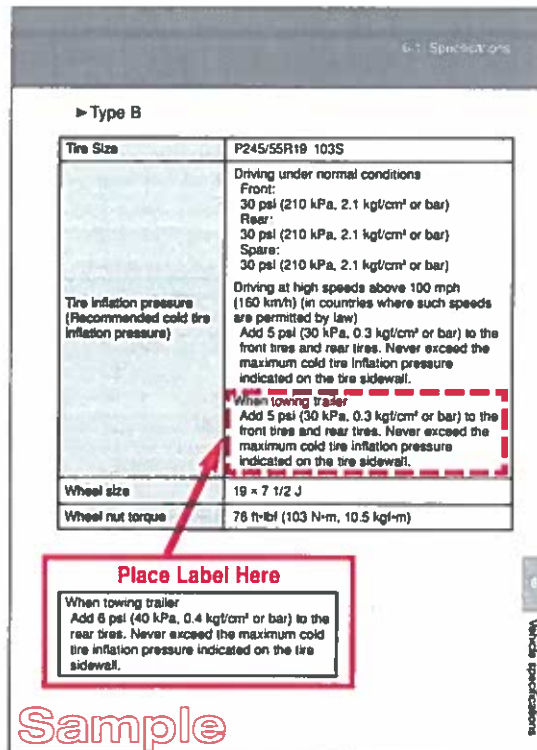 6-1. Specifications
►Type B
Tire Size
P245/55R19 103S
Tire inflation pressure
(Recommended cold tire
inflation pressure)
Driving under normal conditions
Front:
30 psi (210 kPa, 2.1 kgf/cm² or bar)
Rear:
30 psi (210 kPa, 2.1 kgf/cm² or bar)
Spare:
30 psi (210 kPa, 2.1 kgf/cm² or bar)
Driving at high speeds above 100 mph
(160 km/h) (in countries where such speeds
are permitted by law)
Add 5 psi (30 kPa, 0.3 kgf/cm² or bar) to the
front tires and rear tires. Never exceed the
maximum cold tire inflation pressure
indicated on the tire sidewall.
When towing trailer
Add 5 psi (30 kPa, 0.3 kgf/cm² or bar) to the
front tires and rear tires. Never exceed the
maximum cold tire inflation pressure
indicated on the tire sidewall.
Wheel size
19 × 7 1/2 J
Wheel nut torque
76 ft•lbf (103 N•m, 10.5 kgf•m)
Place Label Here
When towing trailer
Add 6 psi (40 kPa, 0.4 kgf/cm² or bar) to the
rear tires. Never exceed the maximum cold
tire inflation pressure indicated on the tire
sidewall.
Vehicle specifications
Sample